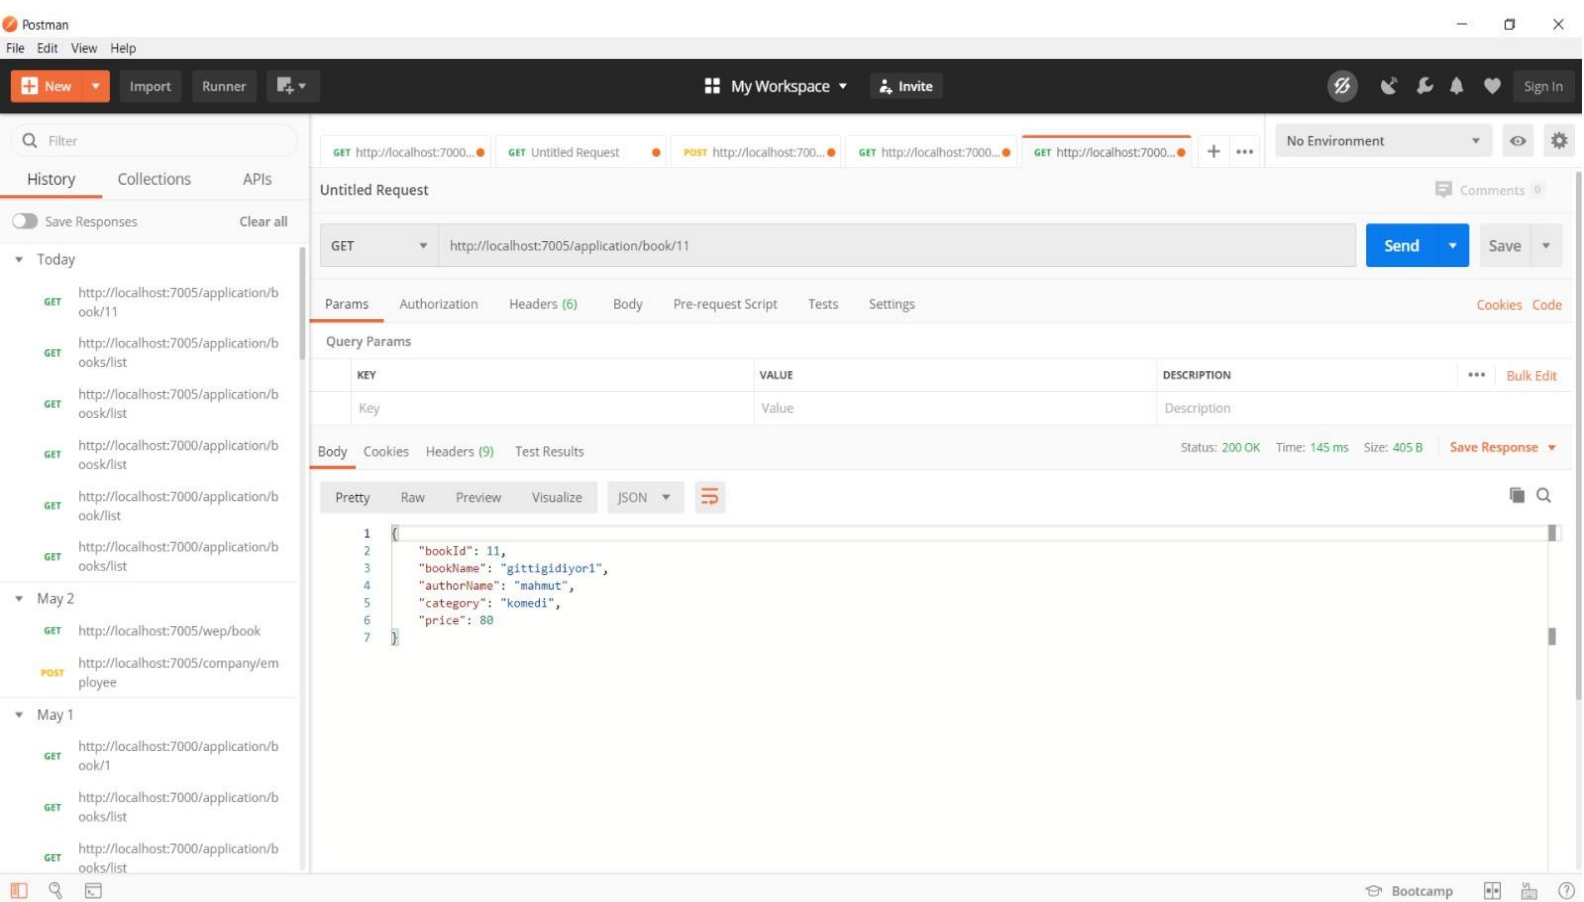 Postman
File Edit View Help
New Import Runner My Workspace Invite Sign In
Filter
History Collections APIs
Save Responses Clear all
Today
GET http://localhost:7005/application/b
ook/11
GET http://localhost:7005/application/b
ooks/list
GET http://localhost:7005/application/b
oosk/list
GET http://localhost:7000/application/b
oosk/list
GET http://localhost:7000/application/b
ook/list
GET http://localhost:7000/application/b
ooks/list
May 2
GET http://localhost:7005/wep/book
POST http://localhost:7005/company/em
ployee
May 1
GET http://localhost:7000/application/b
ook/1
GET http://localhost:7000/application/b
ooks/list
GET http://localhost:7000/application/b
ooks/list
GET http://localhost:7000... GET Untitled Request POST http://localhost:700... GET http://localhost:7000... GET http://localhost:7000... + ••• No Environment
Untitled Request Comments 0
GET http://localhost:7005/application/book/11 Send Save
Params Authorization Headers (6) Body Pre-request Script Tests Settings Cookies Code
Query Params
KEY VALUE DESCRIPTION ••• Bulk Edit
Key Value Description
Body Cookies Headers (9) Test Results Status: 200 OK Time: 145 ms Size: 405 B Save Response
Pretty Raw Preview Visualize JSON
1 {
2 "bookId": 11,
3 "bookName": "gittigidiyor1",
4 "authorName": "mahmut",
5 "category": "komedi",
6 "price": 80
7 }
Bootcamp